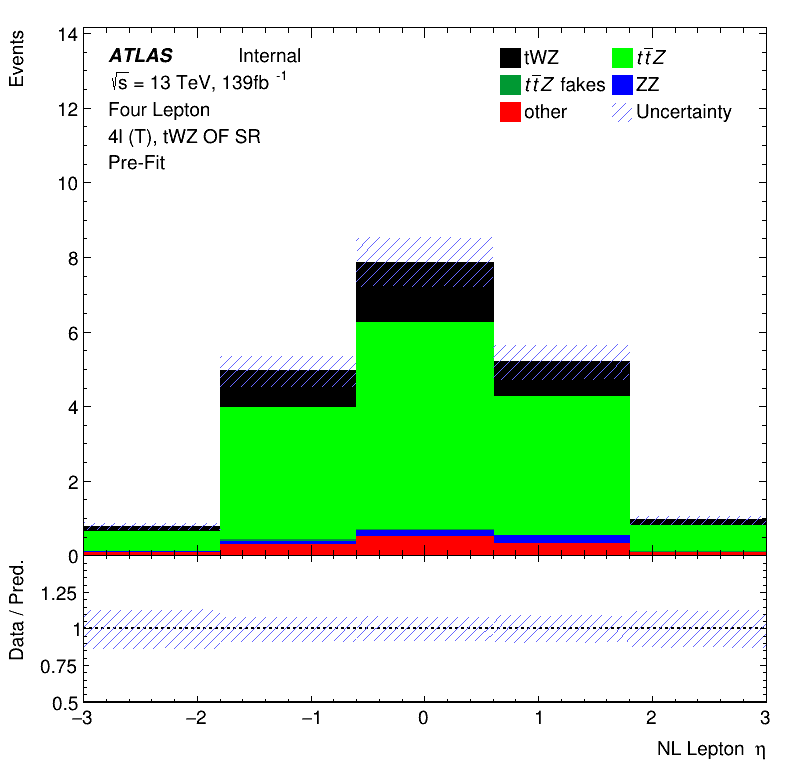 Events
14
12
10
8
6
4
2
0
ATLAS Internal
√s = 13 TeV, 139fb -1
Four Lepton
4l (T), tWZ OF SR
Pre-Fit
tWZ tt̄Z
tt̄Z fakes ZZ
other Uncertainty
Data / Pred.
1.25
1
0.75
0.5
−3 −2 −1 0 1 2 3
NL Lepton η